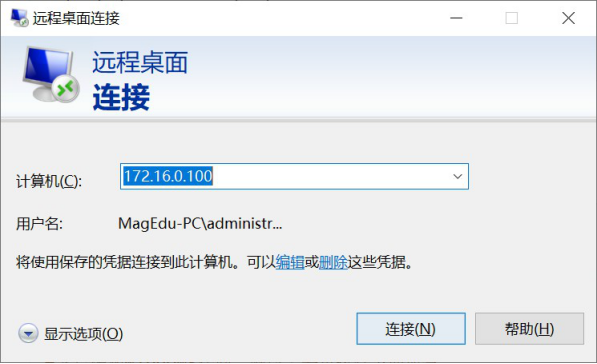 远程桌面连接
远程桌面
连接
计算机(C): 172.16.0.100
用户名: MagEdu-PC\administr...
将使用保存的凭据连接到此计算机。可以编辑或删除这些凭据。
显示选项(O) 连接(N) 帮助(H)